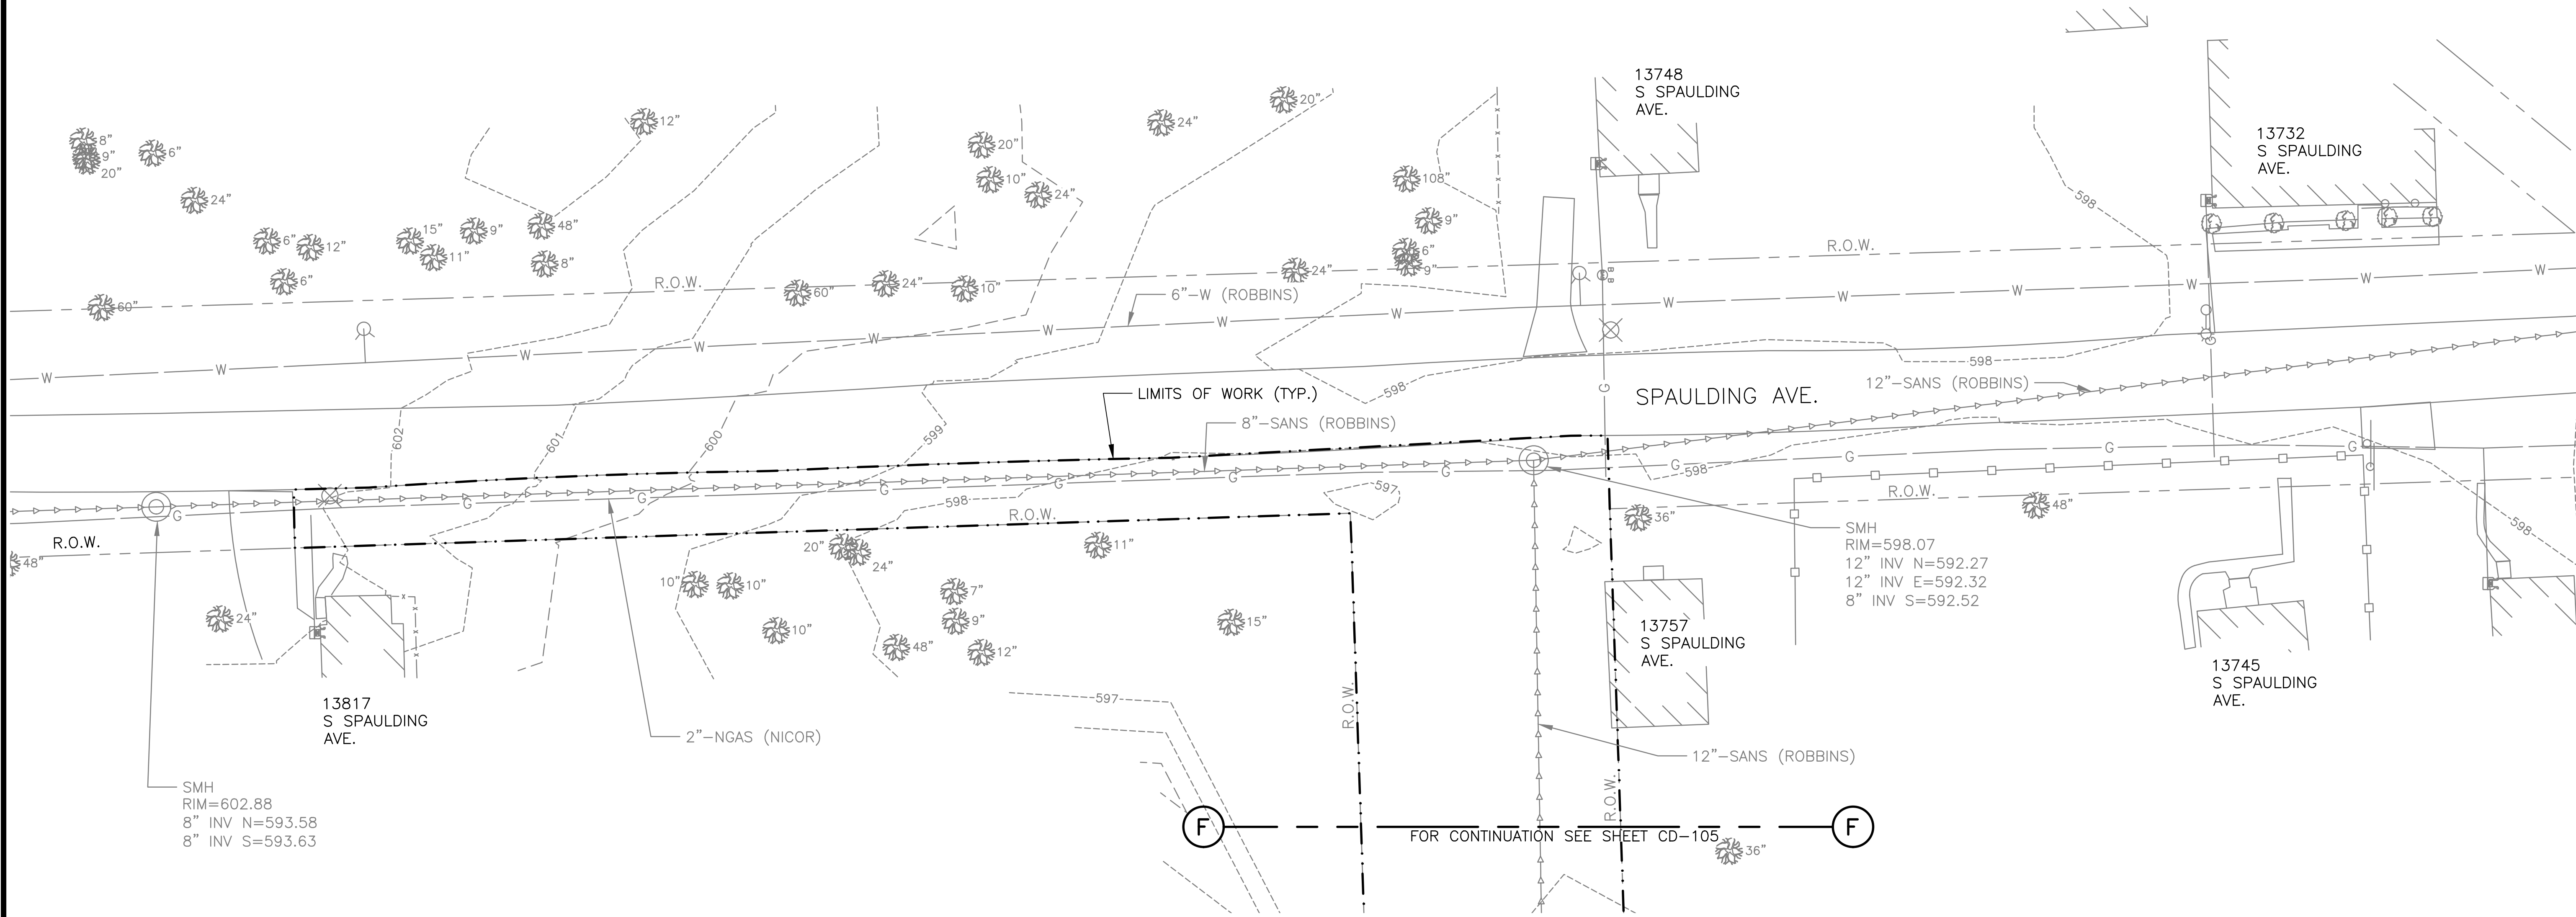 13748
S SPAULDING
AVE.
13732
S SPAULDING
AVE.
20"
12"
24"
8"
9"
20"
6"
20"
10"
24"
108"
24"
9"
6"
9"
6"
12"
6"
15"
11"
9"
48"
8"
60"
60"
24"
10"
24"
598
R.O.W.
R.O.W.
B
B
6"-W (ROBBINS)
W W W W W W W W W W W W W W W
598
598
12"-SANS (ROBBINS)
SPAULDING AVE.
LIMITS OF WORK (TYP.)
8"-SANS (ROBBINS)
G
602
601
600
599
598
598
597
G G G G G G G G G G
R.O.W.
R.O.W.
R.O.W.
48"
36"
48"
598
20"
24"
11"
10"
10"
10"
7"
9"
12"
48"
15"
24"
SMH
RIM=598.07
12" INV N=592.27
12" INV E=592.32
8" INV S=592.52
13757
S SPAULDING
AVE.
13745
S SPAULDING
AVE.
13817
S SPAULDING
AVE.
597
R.O.W.
2"-NGAS (NICOR)
12"-SANS (ROBBINS)
R.O.W.
SMH
RIM=602.88
8" INV N=593.58
8" INV S=593.63
F
FOR CONTINUATION SEE SHEET CD-105
F
36"